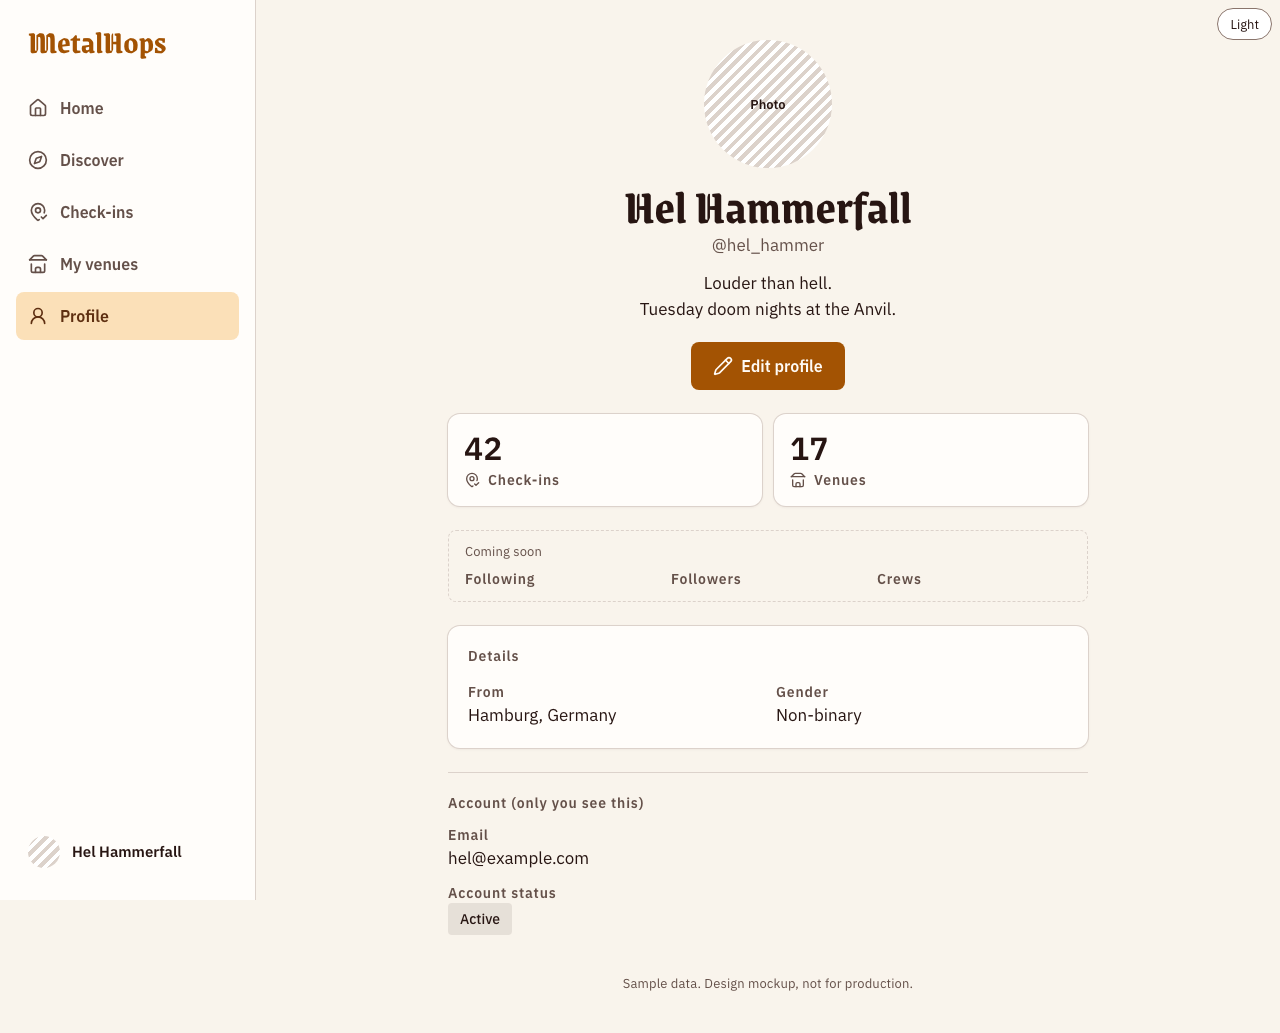 MetalHops
Home
Discover
Check-ins
My venues
Profile
Hel Hammerfall
Light
Photo
Hel Hammerfall
@hel_hammer
Louder than hell.
Tuesday doom nights at the Anvil.
Edit profile
42
Check-ins
17
Venues
Coming soon
Following Followers Crews
Details
From
Hamburg, Germany
Gender
Non-binary
Account (only you see this)
Email
hel@example.com
Account status
Active
Sample data. Design mockup, not for production.